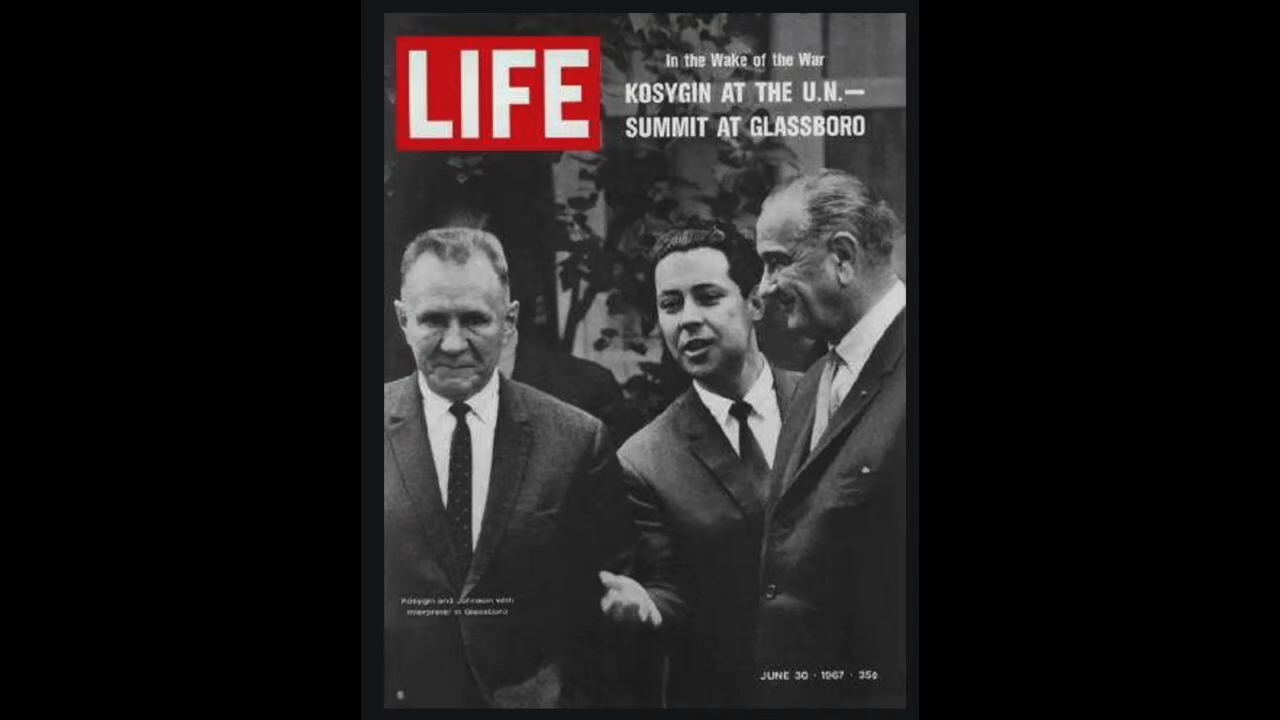 LIFE
In the Wake of the War
KOSYGIN AT THE U.N.—
SUMMIT AT GLASSBORO
Kosygin and Johnson with
interpreter in Glassboro
JUNE 30 · 1967 · 35¢